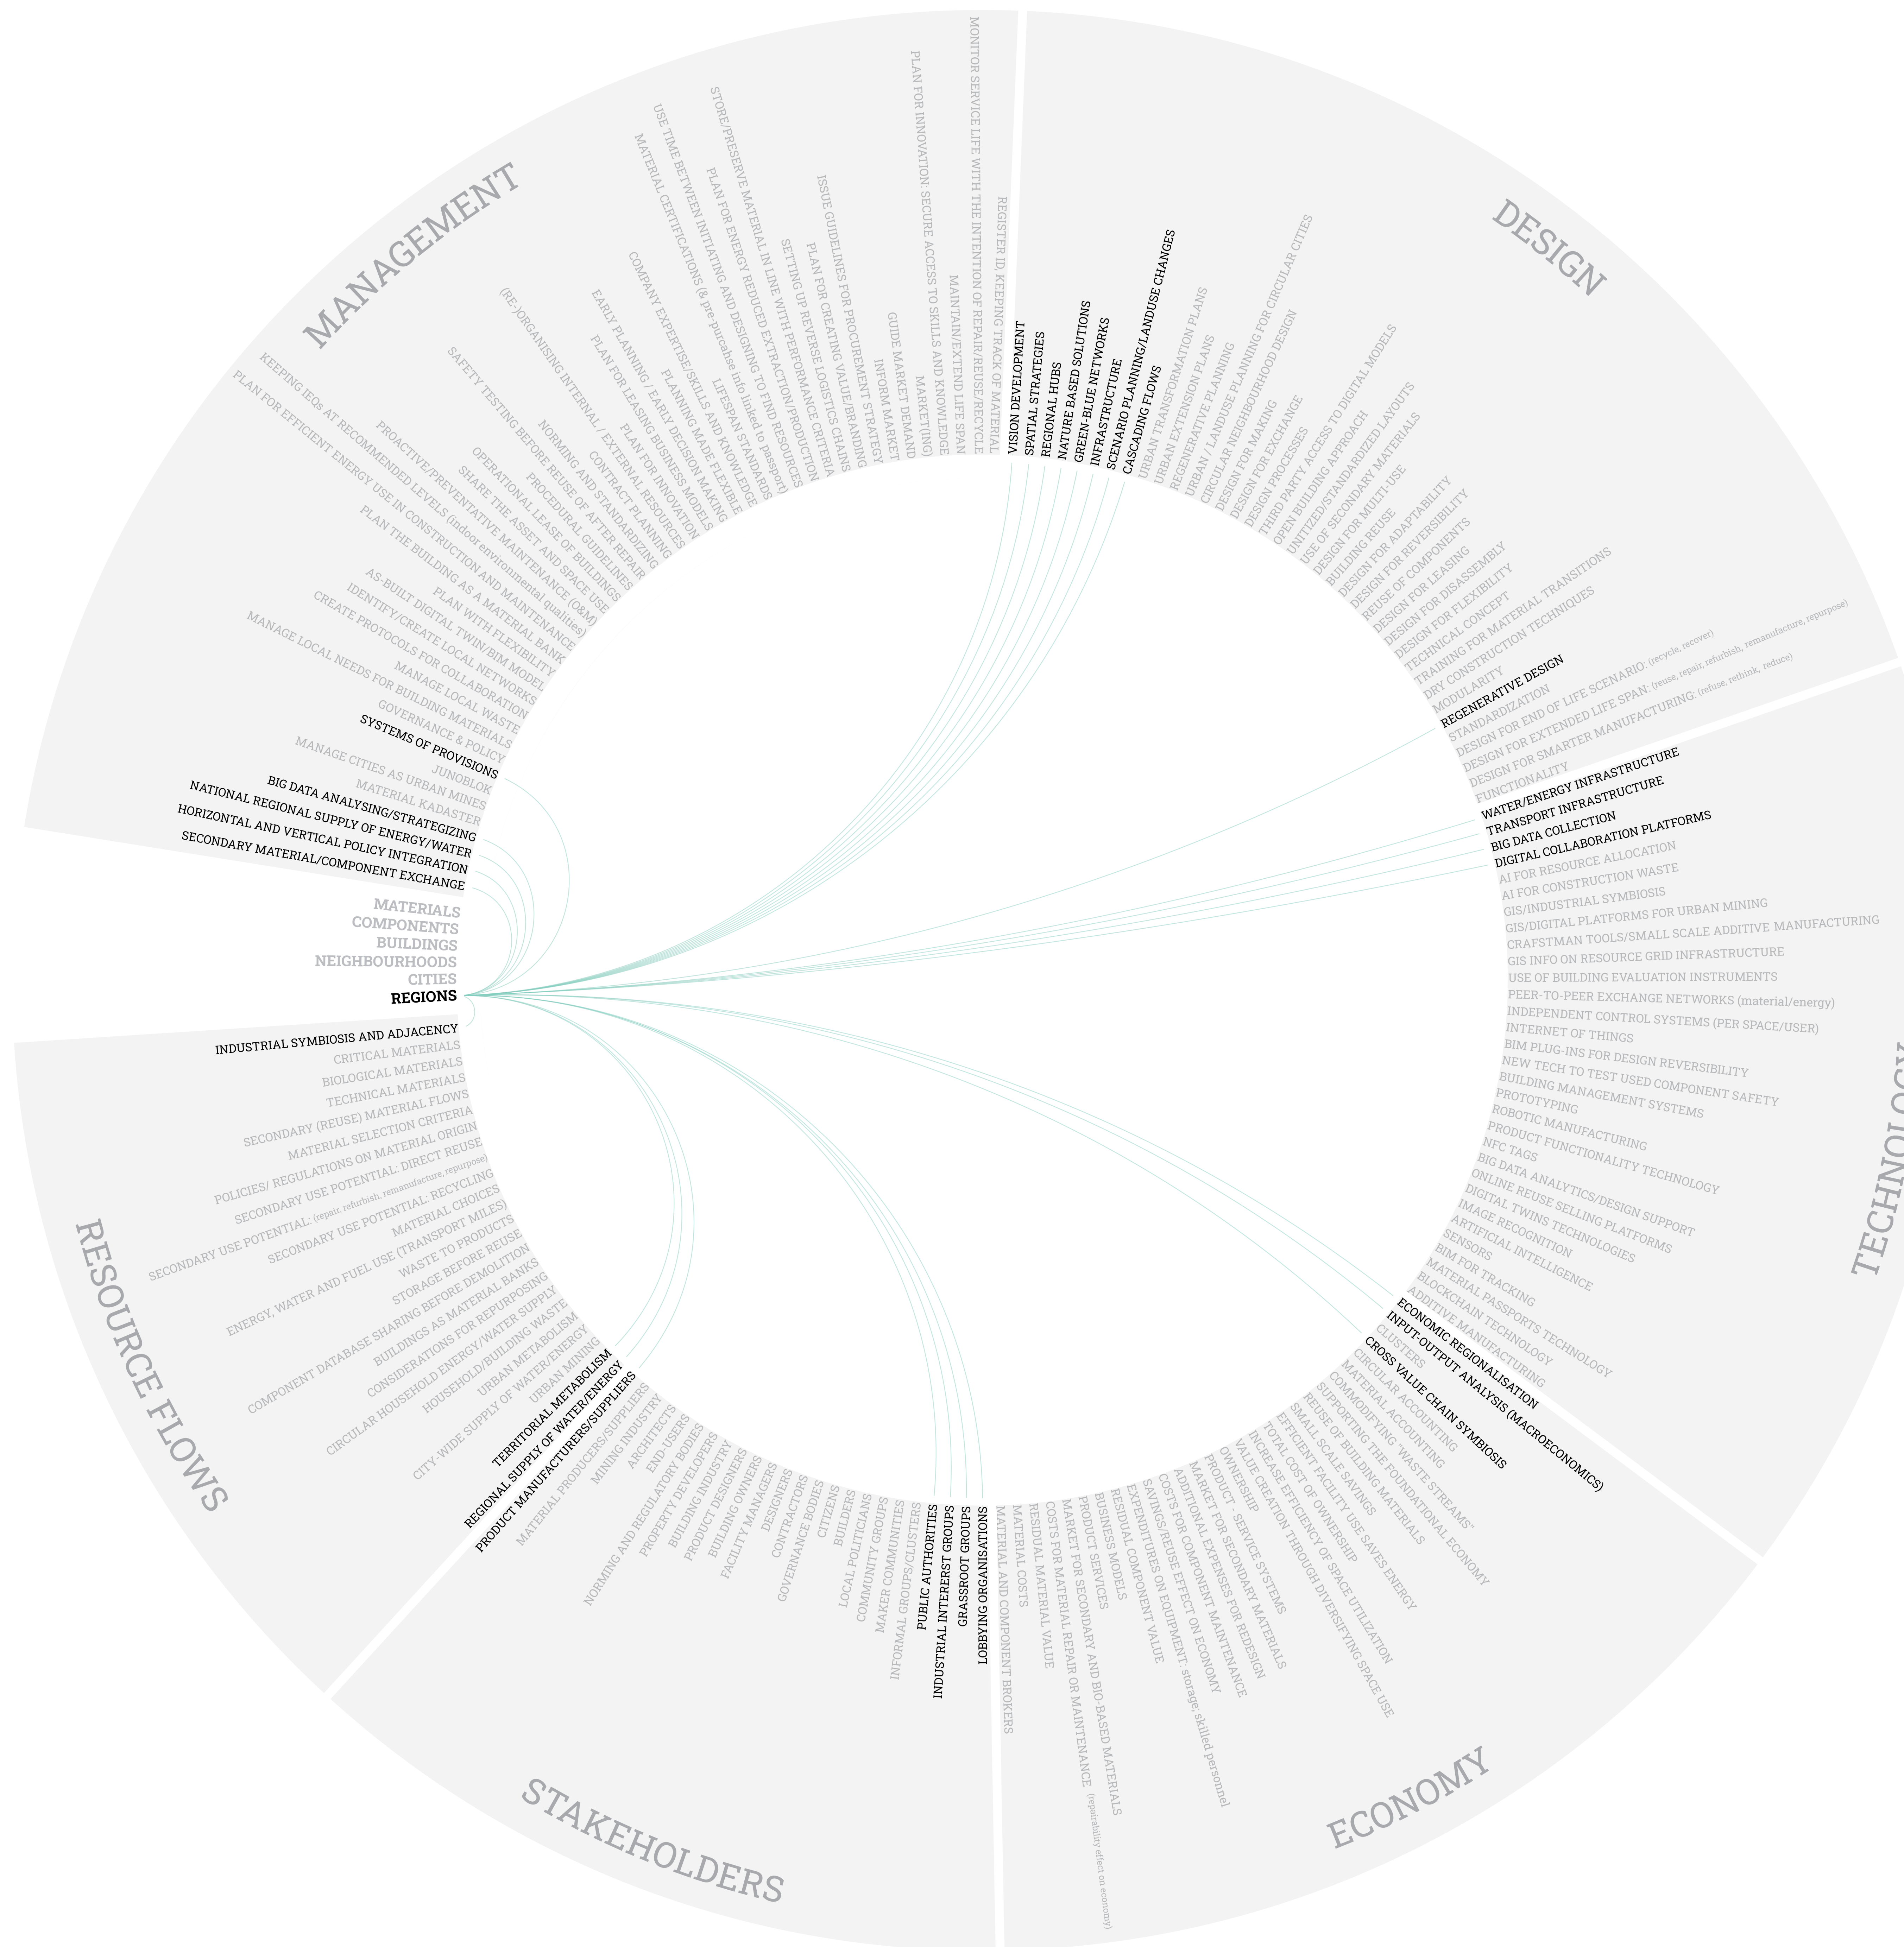 MANAGEMENT
MONITOR SERVICE LIFE WITH THE INTENTION OF REPAIR/REUSE/RECYCLE
REGISTER ID, KEEPING TRACK OF MATERIAL
MAINTAIN/EXTEND LIFE SPAN
PLAN FOR INNOVATION: SECURE ACCESS TO SKILLS AND KNOWLEDGE
MARKET(ING)
GUIDE MARKET DEMAND
INFORM MARKET
ISSUE GUIDELINES FOR PROCUREMENT STRATEGY
PLAN FOR CREATING VALUE/BRANDING
SETTING UP REVERSE LOGISTICS CHAINS
STORE/PRESERVE MATERIAL IN LINE WITH PERFORMANCE CRITERIA
PLAN FOR ENERGY REDUCED EXTRACTION/PRODUCTION
USE TIME BETWEEN INITIATING AND DESIGNING TO FIND RESOURCES
MATERIAL CERTIFICATIONS (& pre-purcahse info linked to passport)
LIFESPAN STANDARDS
COMPANY EXPERTISE/SKILLS AND KNOWLEDGE
PLANNING MADE FLEXIBLE
EARLY PLANNING / EARLY DECISION MAKING
PLAN FOR LEASING BUSINESS MODELS
PLAN FOR INNOVATION
(RE-)ORGANISING INTERNAL / EXTERNAL RESOURCES
CONTRACT PLANNING
NORMING AND STANDARDIZING
SAFETY TESTING BEFORE REUSE OF AFTER REPAIR
PROCEDURAL GUIDELINES
OPERATIONAL LEASE OF BUILDINGS
SHARE THE ASSET AND SPACE USE
PROACTIVE/PREVENTATIVE MAINTENANCE (O&M)
KEEPING IEQs AT RECOMMENDED LEVELS (indoor environmental qualities)
PLAN FOR EFFICIENT ENERGY USE IN CONSTRUCTION AND MAINTENANCE
PLAN THE BUILDING AS A MATERIAL BANK
PLAN WITH FLEXIBILITY
AS-BUILT DIGITAL TWIN/BIM MODEL
IDENTIFY/CREATE LOCAL NETWORKS
CREATE PROTOCOLS FOR COLLABORATION
MANAGE LOCAL WASTE
MANAGE LOCAL NEEDS FOR BUILDING MATERIALS
GOVERNANCE & POLICY
SYSTEMS OF PROVISIONS
JUNOBLOK
MANAGE CITIES AS URBAN MINES
MATERIAL KADASTER
BIG DATA ANALYSING/STRATEGIZING
NATIONAL REGIONAL SUPPLY OF ENERGY/WATER
HORIZONTAL AND VERTICAL POLICY INTEGRATION
SECONDARY MATERIAL/COMPONENT EXCHANGE
MATERIALS
COMPONENTS
BUILDINGS
NEIGHBOURHOODS
CITIES
REGIONS
DESIGN
VISION DEVELOPMENT
SPATIAL STRATEGIES
REGIONAL HUBS
NATURE BASED SOLUTIONS
GREEN-BLUE NETWORKS
INFRASTRUCTURE
SCENARIO PLANNING/LANDUSE CHANGES
CASCADING FLOWS
URBAN TRANSFORMATION PLANS
URBAN EXTENSION PLANS
REGENERATIVE PLANNING
URBAN / LANDUSE PLANNING FOR CIRCULAR CITIES
CIRCULAR NEIGHBOURHOOD DESIGN
DESIGN FOR MAKING
DESIGN FOR EXCHANGE
DESIGN PROCESSES
THIRD PARTY ACCESS TO DIGITAL MODELS
OPEN BUILDING APPROACH
UNITIZED/STANDARDIZED LAYOUTS
USE OF SECONDARY MATERIALS
DESIGN FOR MULTI-USE
BUILDING REUSE
DESIGN FOR ADAPTABILITY
DESIGN FOR REVERSIBILITY
REUSE OF COMPONENTS
DESIGN FOR LEASING
DESIGN FOR DISASSEMBLY
DESIGN FOR FLEXIBILITY
TECHNICAL CONCEPT
TRAINING FOR MATERIAL TRANSITIONS
DRY CONSTRUCTION TECHNIQUES
MODULARITY
REGENERATIVE DESIGN
STANDARDIZATION
DESIGN FOR END OF LIFE SCENARIO: (recycle, recover)
DESIGN FOR EXTENDED LIFE SPAN: (reuse, repair, refurbish, remanufacture, repurpose)
DESIGN FOR SMARTER MANUFACTURING: (refuse, rethink, reduce)
FUNCTIONALITY
TECHNOLOGY
WATER/ENERGY INFRASTRUCTURE
TRANSPORT INFRASTRUCTURE
BIG DATA COLLECTION
DIGITAL COLLABORATION PLATFORMS
AI FOR RESOURCE ALLOCATION
AI FOR CONSTRUCTION WASTE
GIS/INDUSTRIAL SYMBIOSIS
GIS/DIGITAL PLATFORMS FOR URBAN MINING
CRAFSTMAN TOOLS/SMALL SCALE ADDITIVE MANUFACTURING
GIS INFO ON RESOURCE GRID INFRASTRUCTURE
USE OF BUILDING EVALUATION INSTRUMENTS
PEER-TO-PEER EXCHANGE NETWORKS (material/energy)
INDEPENDENT CONTROL SYSTEMS (PER SPACE/USER)
INTERNET OF THINGS
BIM PLUG-INS FOR DESIGN REVERSIBILITY
NEW TECH TO TEST USED COMPONENT SAFETY
BUILDING MANAGEMENT SYSTEMS
PROTOTYPING
ROBOTIC MANUFACTURING
PRODUCT FUNCTIONALITY TECHNOLOGY
NFC TAGS
BIG DATA ANALYTICS/DESIGN SUPPORT
ONLINE REUSE SELLING PLATFORMS
DIGITAL TWINS TECHNOLOGIES
IMAGE RECOGNITION
ARTIFICIAL INTELLIGENCE
SENSORS
BIM FOR TRACKING
MATERIAL PASSPORTS TECHNOLOGY
BLOCKCHAIN TECHNOLOGY
ADDITIVE MANUFACTURING
ECONOMY
ECONOMIC REGIONALISATION
INPUT-OUTPUT ANALYSIS (MACROECONOMICS)
CLUSTERS
CROSS VALUE CHAIN SYMBIOSIS
CIRCULAR ACCOUNTING
MATERIAL ACCOUNTING
COMMODIFYING "WASTE STREAMS"
SUPPORTING THE FOUNDATIONAL ECONOMY
REUSE OF BUILDING MATERIALS
SMALL SCALE SAVINGS
EFFICIENT FACILITY USE SAVES ENERGY
TOTAL COST OF OWNERSHIP
INCREASE EFFICIENCY OF SPACE UTILIZATION
VALUE CREATION THROUGH DIVERSIFYING SPACE USE
OWNERSHIP
PRODUCT - SERVICE SYSTEMS
MARKET FOR SECONDARY MATERIALS
ADDITIONAL EXPENSES FOR REDESIGN
COSTS FOR COMPONENT MAINTENANCE
SAVINGS/REUSE EFFECT ON ECONOMY
EXPENDITURES ON EQUIPMENT: storage; skilled personnel
RESIDUAL COMPONENT VALUE
BUSINESS MODELS
PRODUCT SERVICES
MARKET FOR SECONDARY AND BIO-BASED MATERIALS
COSTS FOR MATERIAL REPAIR OR MAINTENANCE (repairability effect on economy)
RESIDUAL MATERIAL VALUE
MATERIAL COSTS
MATERIAL AND COMPONENT BROKERS
STAKEHOLDERS
LOBBYING ORGANISATIONS
GRASSROOT GROUPS
INDUSTRIAL INTERERST GROUPS
PUBLIC AUTHORITIES
INFORMAL GROUPS/CLUSTERS
MAKER COMMUNITIES
COMMUNITY GROUPS
LOCAL POLITICIANS
BUILDERS
CITIZENS
GOVERNANCE BODIES
CONTRACTORS
DESIGNERS
FACILITY MANAGERS
BUILDING OWNERS
PRODUCT DESIGNERS
BUILDING INDUSTRY
PROPERTY DEVELOPERS
NORMING AND REGULATORY BODIES
END-USERS
ARCHITECTS
MINING INDUSTRY
MATERIAL PRODUCERS/SUPPLIERS
PRODUCT MANUFACTURERS/SUPPLIERS
RESOURCE FLOWS
REGIONAL SUPPLY OF WATER/ENERGY
TERRITORIAL METABOLISM
URBAN MINING
CITY-WIDE SUPPLY OF WATER/ENERGY
URBAN METABOLISM
HOUSEHOLD/BUILDING WASTE
CIRCULAR HOUSEHOLD ENERGY/WATER SUPPLY
CONSIDERATIONS FOR REPURPOSING
BUILDINGS AS MATERIAL BANKS
COMPONENT DATABASE SHARING BEFORE DEMOLITION
STORAGE BEFORE REUSE
WASTE TO PRODUCTS
ENERGY, WATER AND FUEL USE (TRANSPORT MILES)
MATERIAL CHOICES
SECONDARY USE POTENTIAL: RECYCLING
SECONDARY USE POTENTIAL: (repair, refurbish, remanufacture, repurpose)
SECONDARY USE POTENTIAL: DIRECT REUSE
POLICIES/ REGULATIONS ON MATERIAL ORIGIN
MATERIAL SELECTION CRITERIA
SECONDARY (REUSE) MATERIAL FLOWS
TECHNICAL MATERIALS
BIOLOGICAL MATERIALS
CRITICAL MATERIALS
INDUSTRIAL SYMBIOSIS AND ADJACENCY